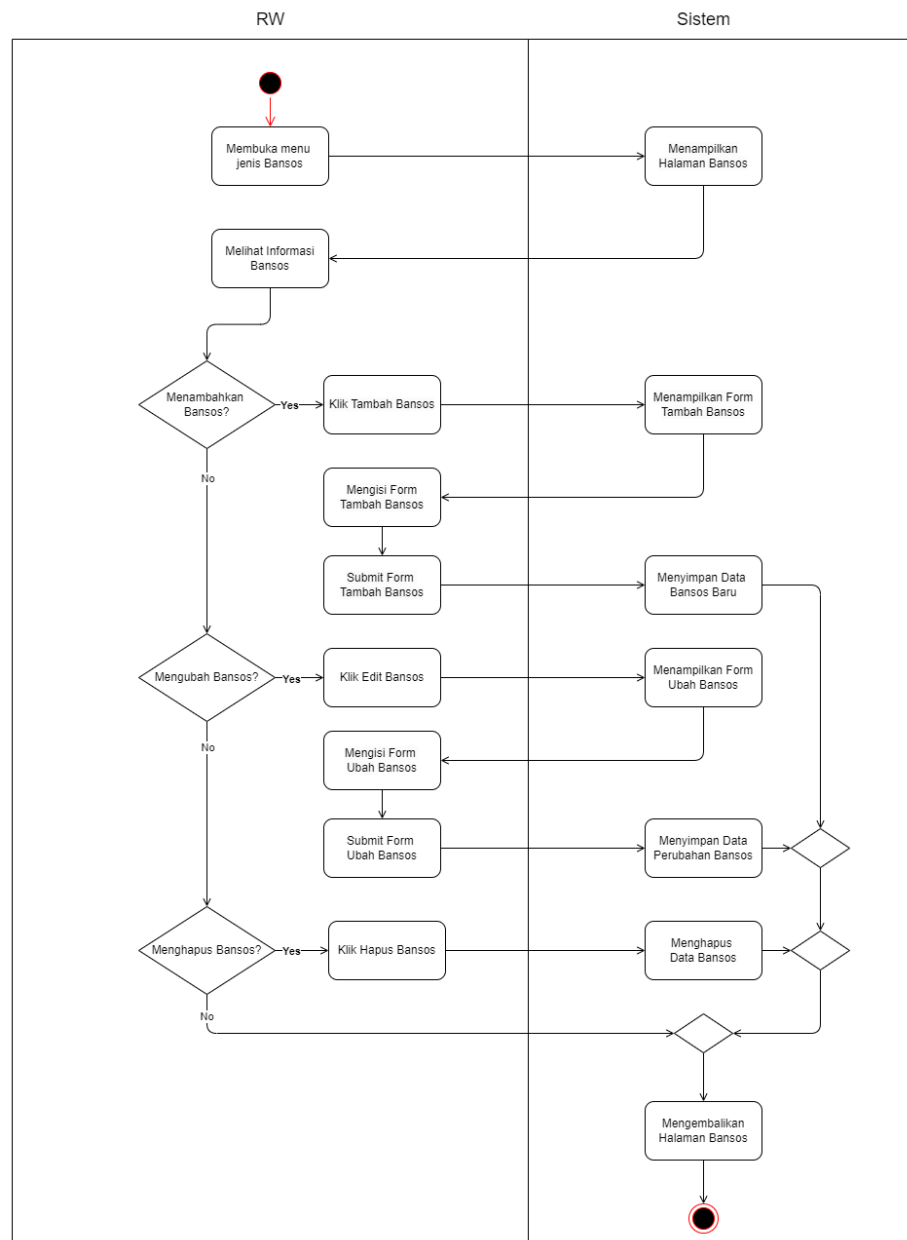 RW
Sistem
Membuka menu
jenis Bansos
Menampilkan
Halaman Bansos
Melihat Informasi
Bansos
Menambahkan
Bansos?
Yes
Klik Tambah Bansos
Menampilkan Form
Tambah Bansos
No
Mengisi Form
Tambah Bansos
Submit Form
Tambah Bansos
Menyimpan Data
Bansos Baru
Mengubah Bansos?
Yes
Klik Edit Bansos
Menampilkan Form
Ubah Bansos
No
Mengisi Form
Ubah Bansos
Submit Form
Ubah Bansos
Menyimpan Data
Perubahan Bansos
Menghapus Bansos?
Yes
Klik Hapus Bansos
Menghapus
Data Bansos
No
Mengembalikan
Halaman Bansos